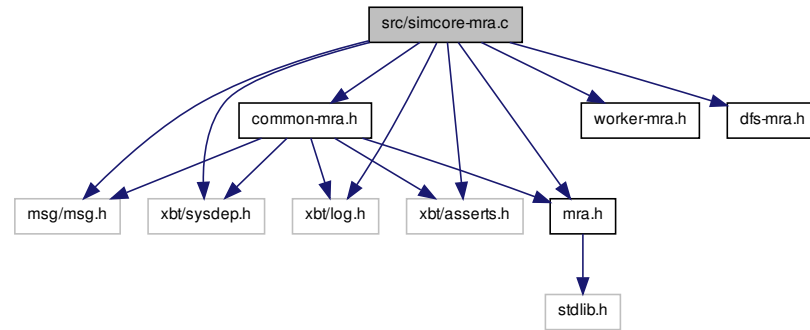 src/simcore-mra.c
common-mra.h
worker-mra.h
dfs-mra.h
msg/msg.h
xbt/sysdep.h
xbt/log.h
xbt/asserts.h
mra.h
stdlib.h